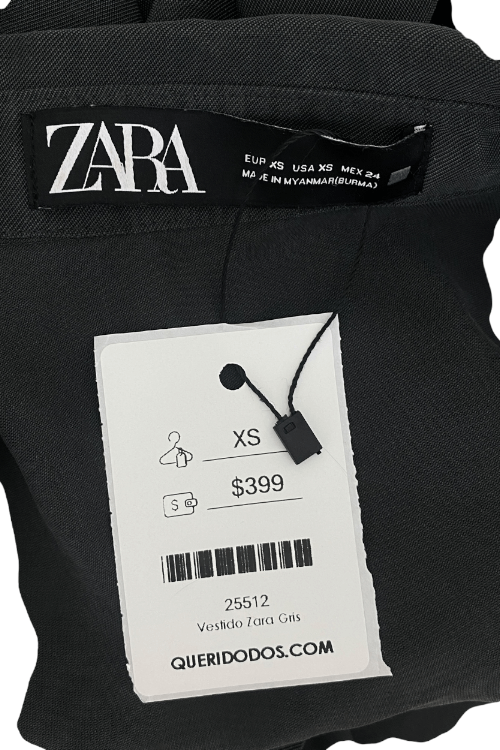 ZARA
EUR XS USA XS MEX 24
MADE IN MYANMAR(BURMA)
XS
$
$399
25512
Vestido Zara Gris
QUERIDODOS.COM